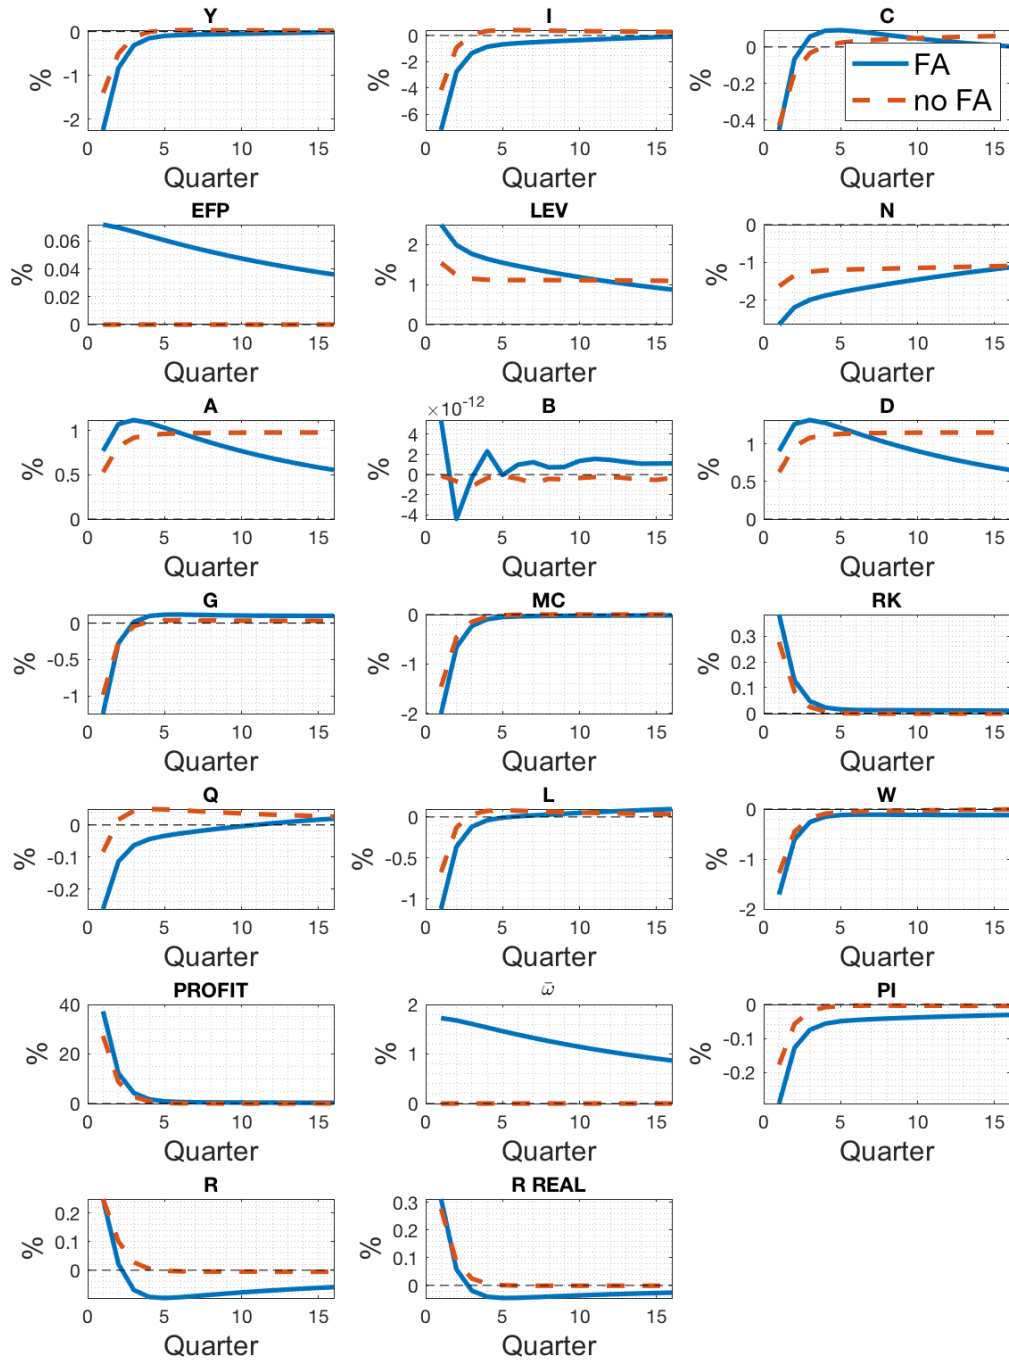 Y I C
0 -1 -2 %
0 -2 -4 -6 %
0 -0.2 -0.4 %
FA
no FA
0 5 10 15 0 5 10 15 0 5 10 15
Quarter Quarter Quarter
EFP LEV N
0.06 0.04 0.02 0 %
2 1 0 %
0 -1 -2 %
0 5 10 15 0 5 10 15 0 5 10 15
Quarter Quarter Quarter
A B D
×10⁻¹²
1 0.5 0 %
4 2 0 -2 -4 %
1 0.5 0 %
0 5 10 15 0 5 10 15 0 5 10 15
Quarter Quarter Quarter
G MC RK
0 -0.5 -1 %
0 -1 -2 %
0.3 0.2 0.1 0 %
0 5 10 15 0 5 10 15 0 5 10 15
Quarter Quarter Quarter
Q L W
0 -0.1 -0.2 %
0 -0.5 -1 %
0 -1 -2 %
0 5 10 15 0 5 10 15 0 5 10 15
Quarter Quarter Quarter
PROFIT ω̄ PI
40 20 0 %
2 1 0 %
0 -0.1 -0.2 %
0 5 10 15 0 5 10 15 0 5 10 15
Quarter Quarter Quarter
R R REAL
0.2 0.1 0 %
0.3 0.2 0.1 0 %
0 5 10 15 0 5 10 15
Quarter Quarter